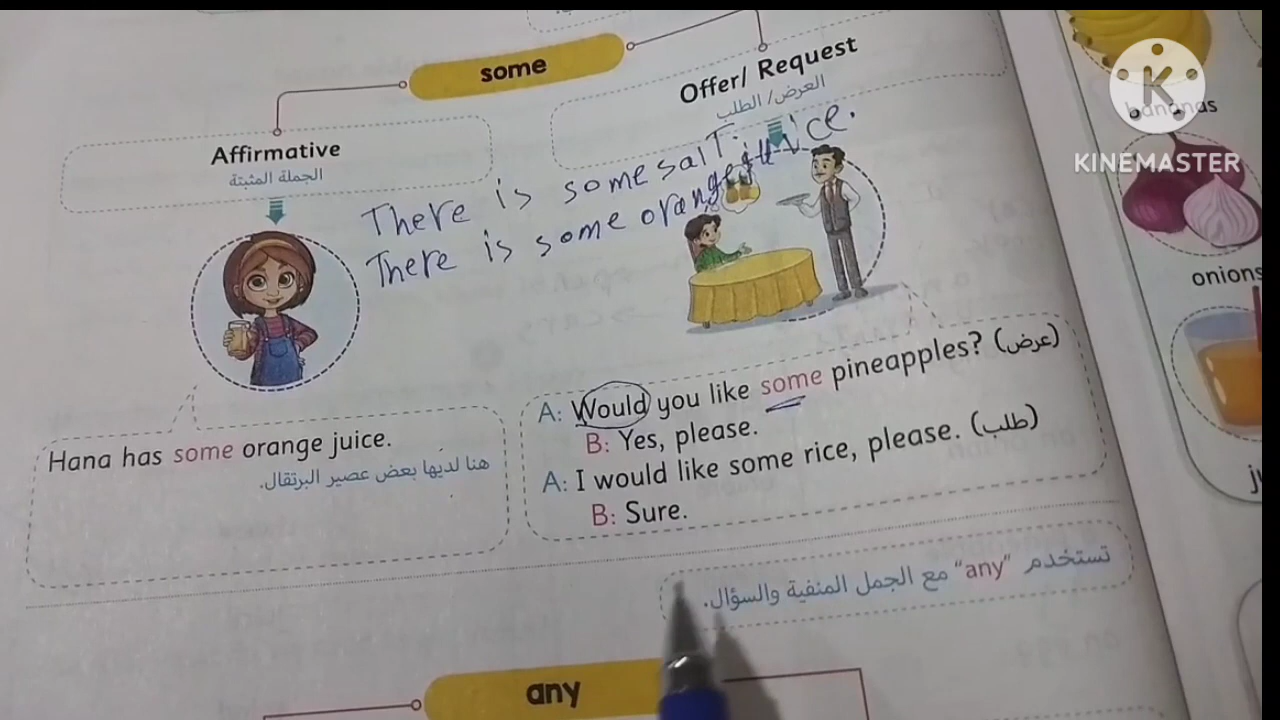 some
Offer/ Request
العرض/ الطلب
Affirmative
الجملة المثبتة
There is some salt.
There is some orange juice.
A: Would you like some pineapples? (عرض)
B: Yes, please.
A: I would like some rice, please. (طلب)
B: Sure.
Hana has some orange juice.
هنا لديها بعض عصير البرتقال.
تستخدم "any" مع الجمل المنفية والسؤال.
any
bananas
onions
KINEMASTER